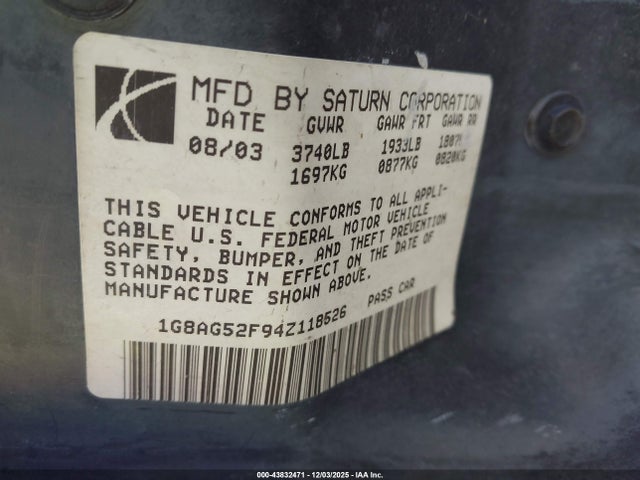 MFD BY SATURN CORPORATION
DATE GVWR GAWR FRT GAWR RR
08/03 3740LB 1933LB
1697KG 0877KG 0820KG
THIS VEHICLE CONFORMS TO ALL APPLI-
CABLE U.S. FEDERAL MOTOR VEHICLE
SAFETY, BUMPER, AND THEFT PREVENTION
STANDARDS IN EFFECT ON THE DATE OF
MANUFACTURE SHOWN ABOVE.
1G8AG52F94Z118526 PASS CAR
000-43832471 - 12/03/2025 - IAA Inc.